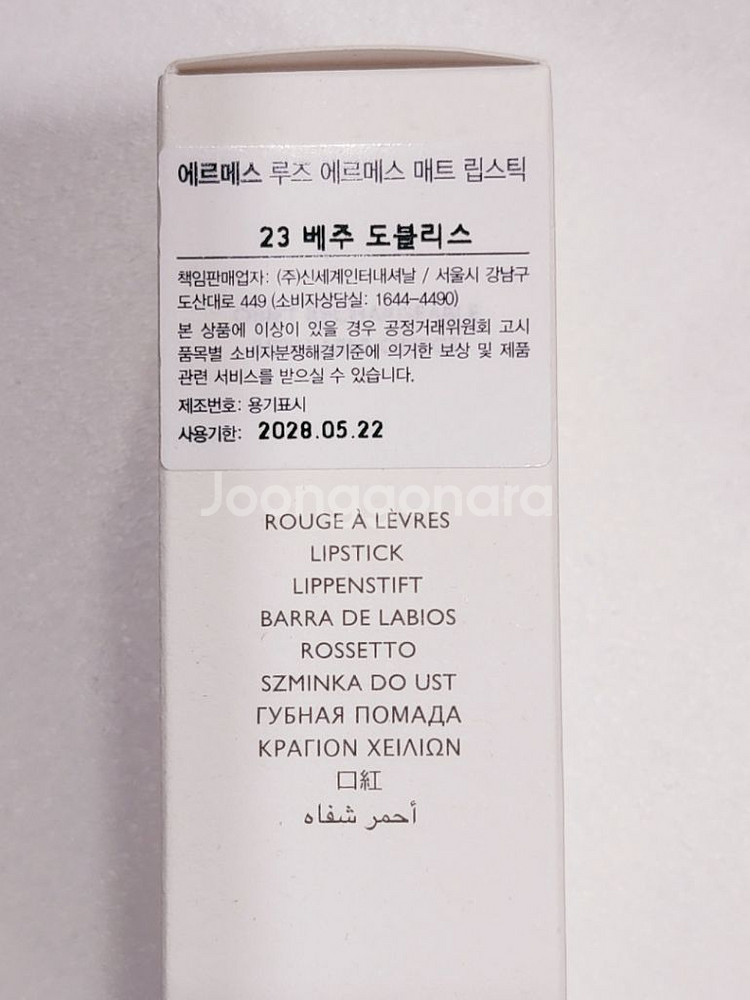 에르메스 루즈 에르메스 매트 립스틱
23 베주 도블리스
책임판매업자: (주)신세계인터내셔날 / 서울시 강남구
도산대로 449 (소비자상담실: 1644-4490)
본 상품에 이상이 있을 경우 공정거래위원회 고시
품목별 소비자분쟁해결기준에 의거한 보상 및 제품
관련 서비스를 받으실 수 있습니다.
제조번호: 용기표시
사용기한: 2028.05.22
Joonggonara
ROUGE À LÈVRES
LIPSTICK
LIPPENSTIFT
BARRA DE LABIOS
ROSSETTO
SZMINKA DO UST
ГУБНАЯ ПОМАДА
ΚΡΑΓΙΟΝ ΧΕΙΛΙΩΝ
口紅
أحمر شفاه